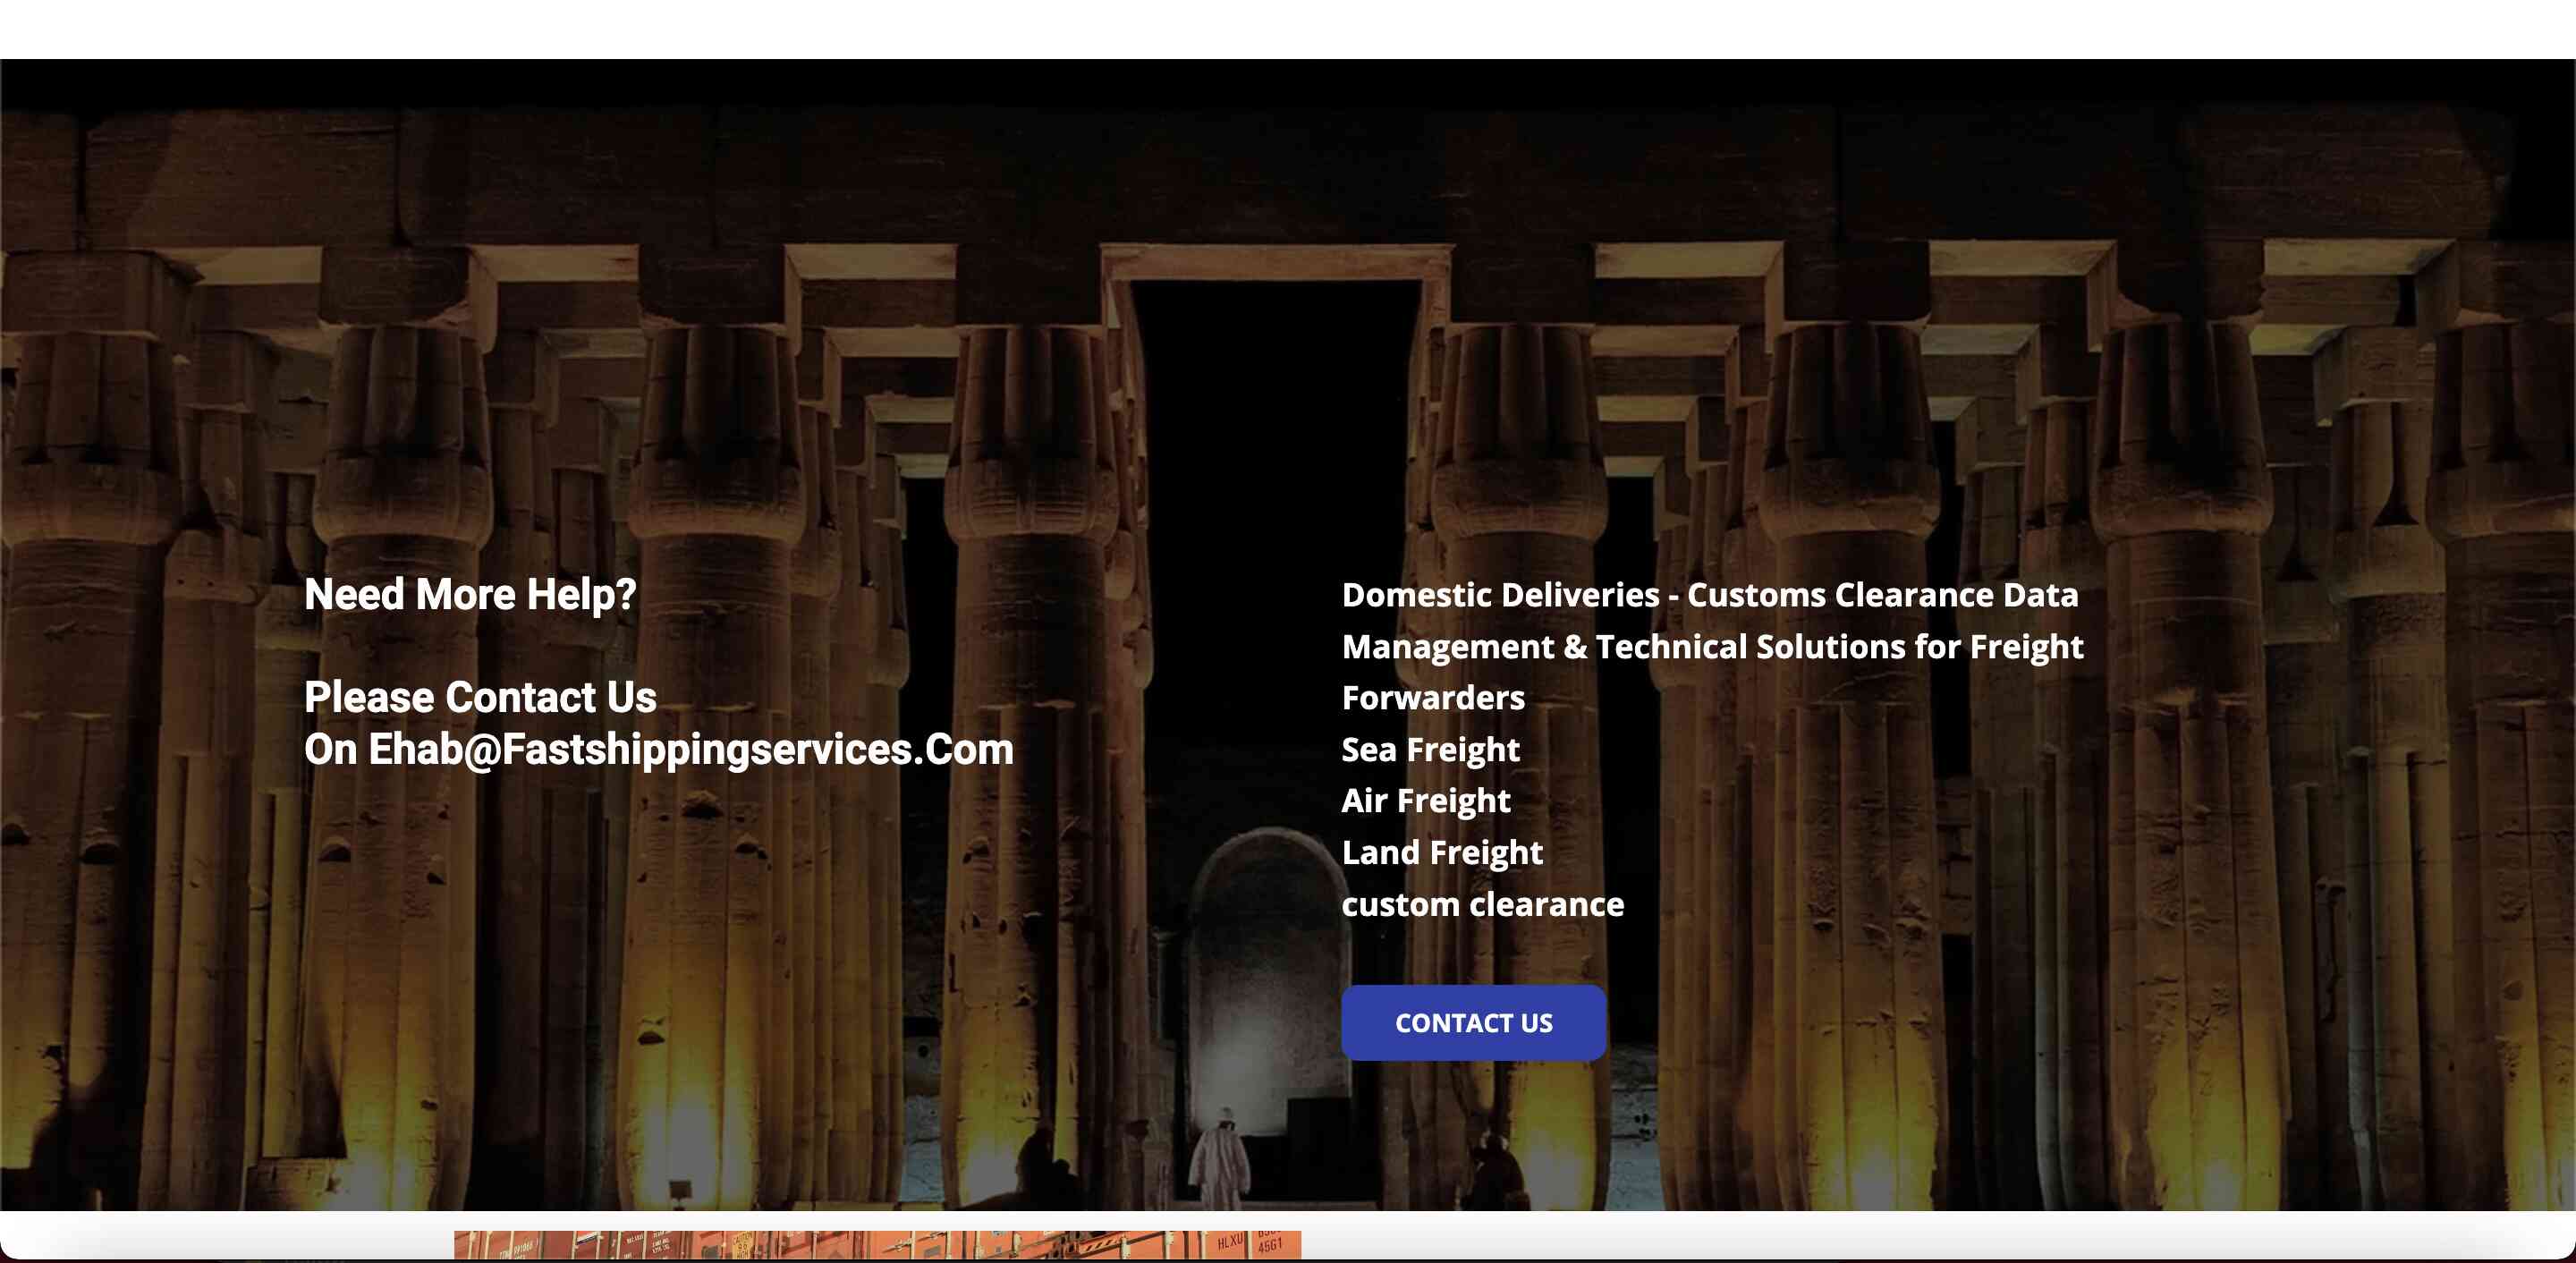 Need More Help?
Please Contact Us
On Ehab@Fastshippingservices.Com
Domestic Deliveries - Customs Clearance Data
Management & Technical Solutions for Freight
Forwarders
Sea Freight
Air Freight
Land Freight
custom clearance
CONTACT US
HLXU
45G1